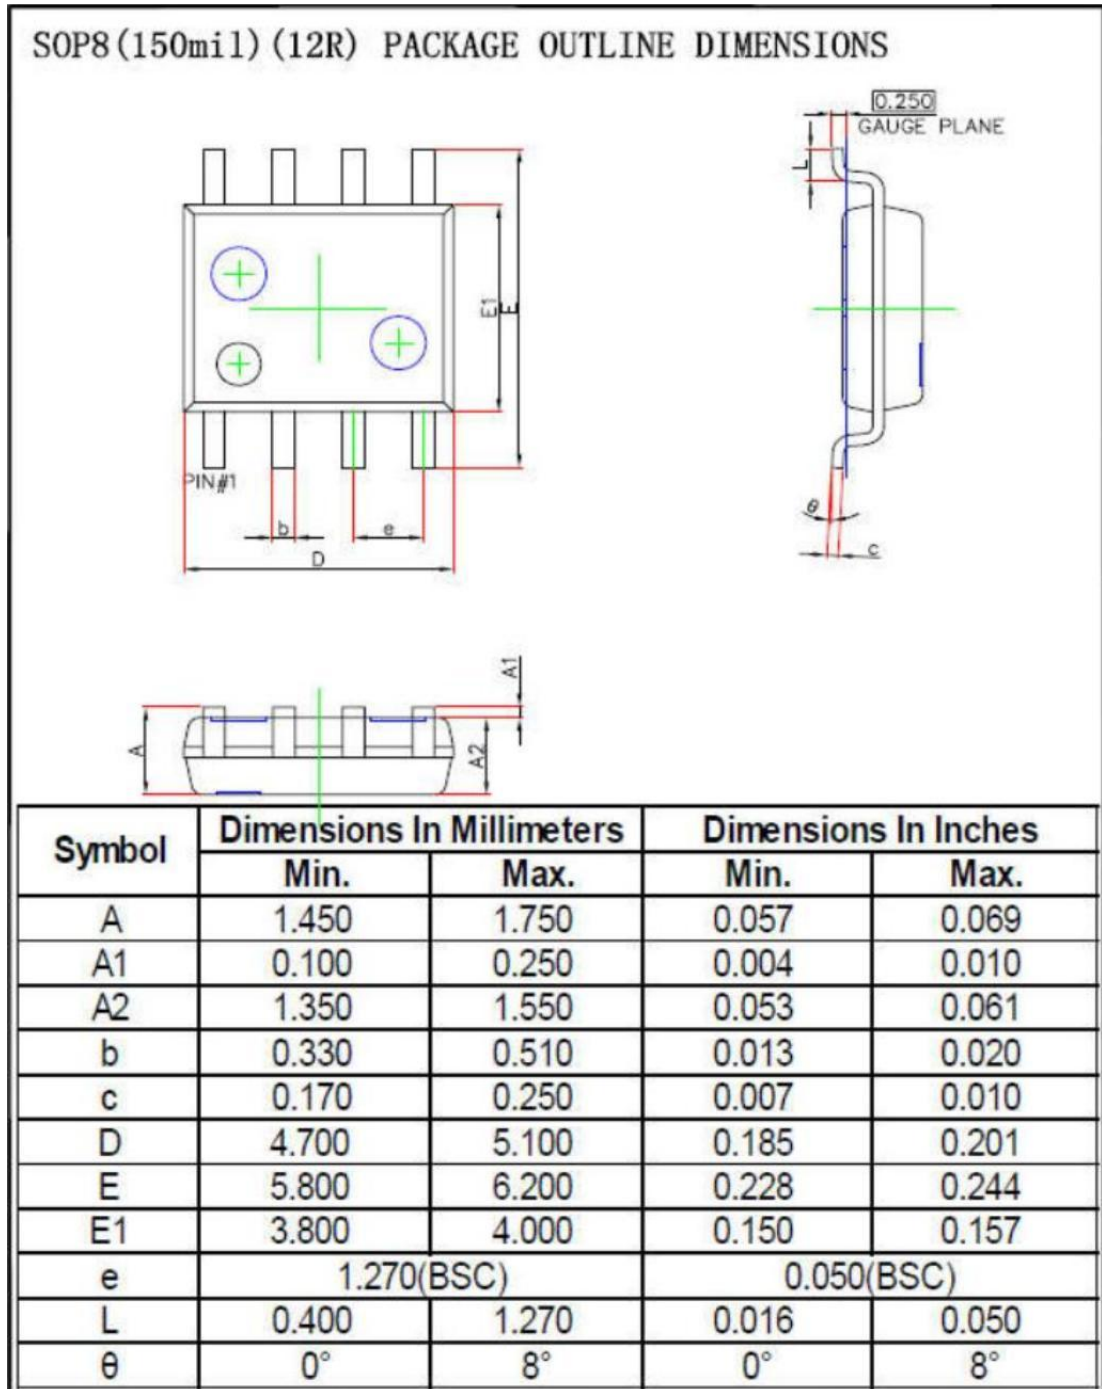 SOP8(150mil)(12R) PACKAGE OUTLINE DIMENSIONS
0.250
GAUGE PLANE
L
E1
E
PIN#1
b
e
D
θ
c
A1
A
A2
Symbol Dimensions In Millimeters Dimensions In Inches
Min. Max. Min. Max.
A 1.450 1.750 0.057 0.069
A1 0.100 0.250 0.004 0.010
A2 1.350 1.550 0.053 0.061
b 0.330 0.510 0.013 0.020
c 0.170 0.250 0.007 0.010
D 4.700 5.100 0.185 0.201
E 5.800 6.200 0.228 0.244
E1 3.800 4.000 0.150 0.157
e 1.270(BSC) 0.050(BSC)
L 0.400 1.270 0.016 0.050
θ 0° 8° 0° 8°